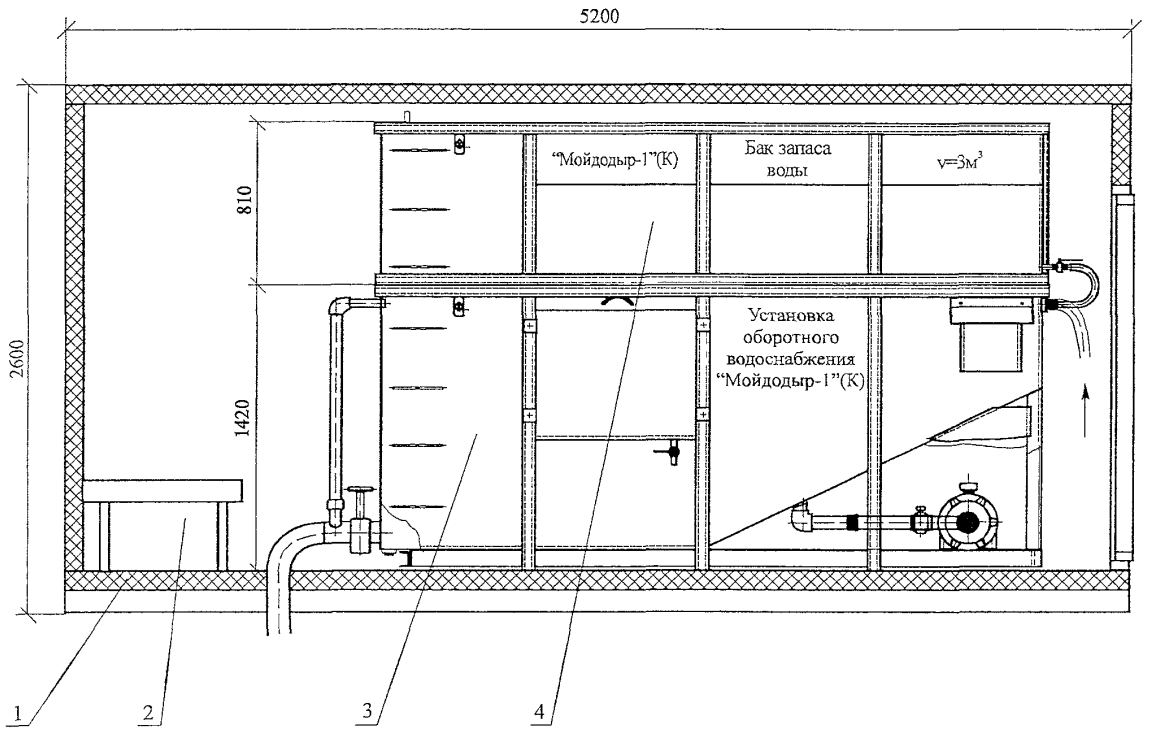 5200
2600
810
1420
“Мойдодыр-1”(К)
Бак запаса
воды
v=3м³
Установка
оборотного
водоснабжения
“Мойдодыр-1”(К)
1
2
3
4